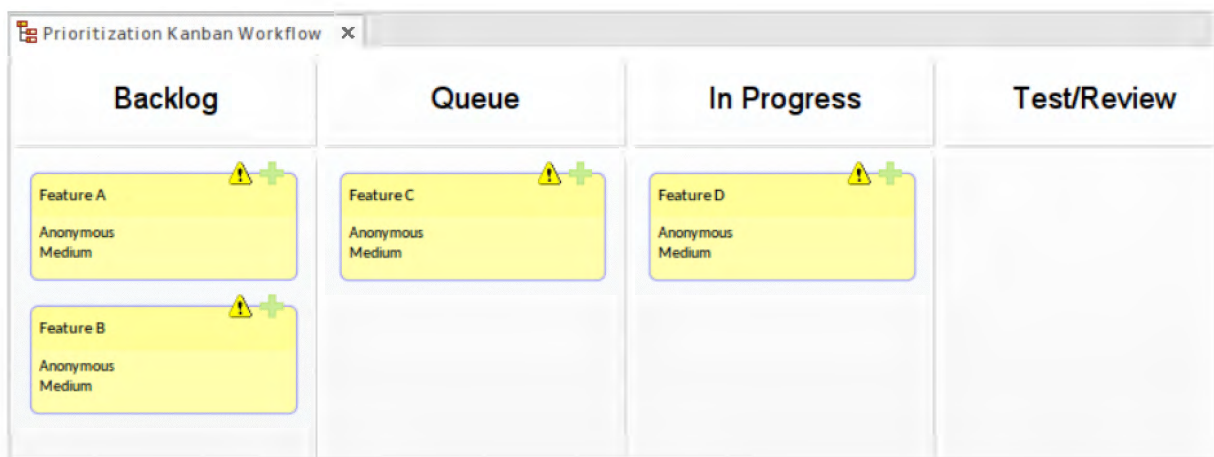 Prioritization Kanban Workflow
Backlog
Queue
In Progress
Test/Review
Feature A
Anonymous
Medium
Feature B
Anonymous
Medium
Feature C
Anonymous
Medium
Feature D
Anonymous
Medium